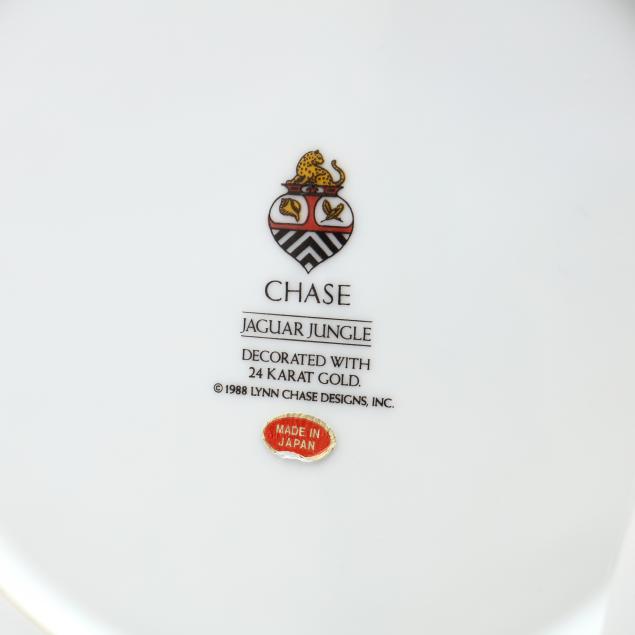 CHASE
JAGUAR JUNGLE
DECORATED WITH
24 KARAT GOLD.
© 1988 LYNN CHASE DESIGNS, INC.
MADE IN
JAPAN